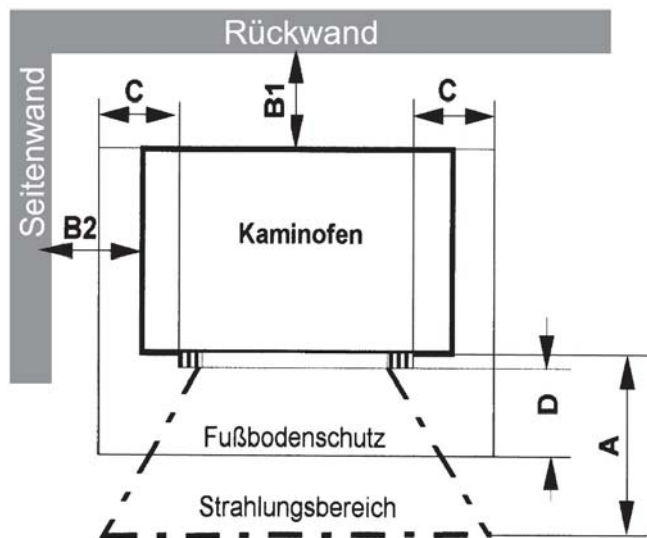 Rückwand
Seitenwand
C
B1
C
B2
Kaminofen
D
A
Fußbodenschutz
Strahlungsbereich